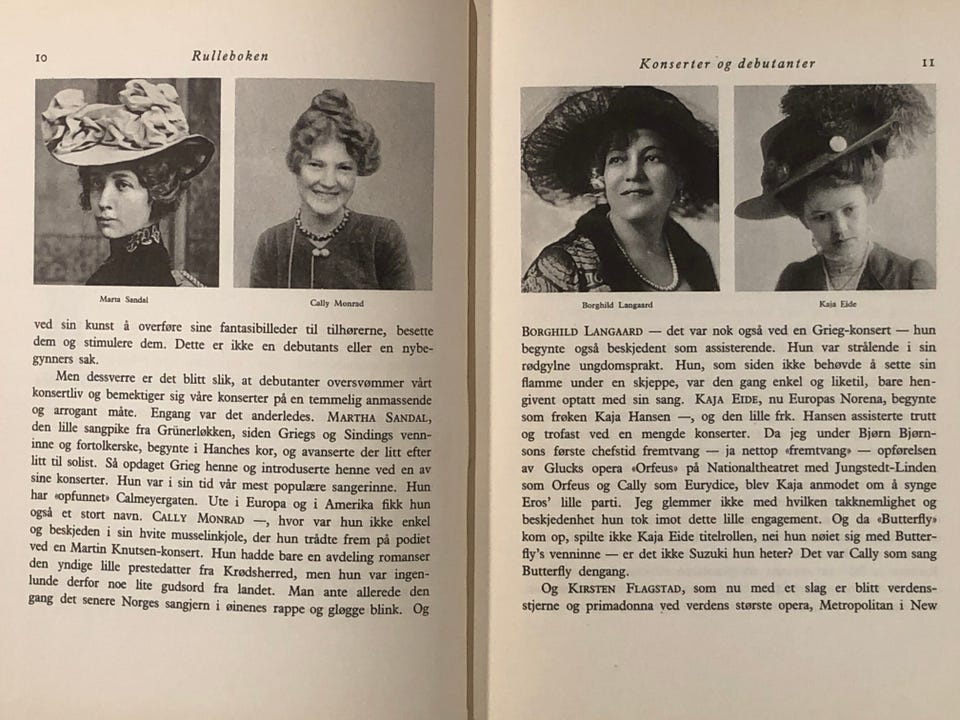 10
Rulleboken
Marta Sandal
Cally Monrad
ved sin kunst å overføre sine fantasibilleder til tilhørerne, besette
dem og stimulere dem. Dette er ikke en debutants eller en nybe-
gynners sak.
Men dessverre er det blitt slik, at debutanter oversvømmer vårt
konsertliv og bemektiger sig våre konserter på en temmelig anmassende
og arrogant måte. Engang var det anderledes. MARTHA SANDAL,
den lille sangpike fra Grünerløkken, siden Griegs og Sindings venn-
inne og fortolkerske, begynte i Hanches kor, og avanserte der litt efter
litt til solist. Så opdaget Grieg henne og introduserte henne ved en av
sine konserter. Hun var i sin tid vår mest populære sangerinne. Hun
har «opfunnet» Calmeyergaten. Ute i Europa og i Amerika fikk hun
også et stort navn. CALLY MONRAD —, hvor var hun ikke enkel
og beskjeden i sin hvite musselinkjole, der hun trådte frem på podiet
ved en Martin Knutsen-konsert. Hun hadde bare en avdeling romanser
den yndige lille prestedatter fra Krødsherred, men hun var ingen-
lunde derfor noe lite gudsord fra landet. Man ante allerede den
gang det senere Norges sangjern i øinenes rappe og gløgge blink. Og
Konserter og debutanter
11
Borghild Langaard
Kaja Eide
BORGHILD LANGAARD — det var nok også ved en Grieg-konsert — hun
begynte også beskjedent som assisterende. Hun var strålende i sin
rødgylne ungdomsprakt. Hun, som siden ikke behøvde å sette sin
flamme under en skjeppe, var den gang enkel og liketil, bare hen-
givent optatt med sin sang. KAJA EIDE, nu Europas Norena, begynte
som frøken Kaja Hansen —, og den lille frk. Hansen assisterte trutt
og trofast ved en mengde konserter. Da jeg under Bjørn Bjørn-
sons første chefstid fremtvang — ja nettop «fremtvang» — opførelsen
av Glucks opera «Orfeus» på Nationaltheatret med Jungstedt-Linden
som Orfeus og Cally som Eurydice, blev Kaja anmodet om å synge
Eros' lille parti. Jeg glemmer ikke med hvilken takknemlighet og
beskjedenhet hun tok imot dette lille engagement. Og da «Butterfly»
kom op, spilte ikke Kaja Eide titelrollen, nei hun nøiet sig med Butter-
fly's venninne — er det ikke Suzuki hun heter? Det var Cally som sang
Butterfly dengang.
Og KIRSTEN FLAGSTAD, som nu med et slag er blitt verdens-
stjerne og primadonna ved verdens største opera, Metropolitan i New